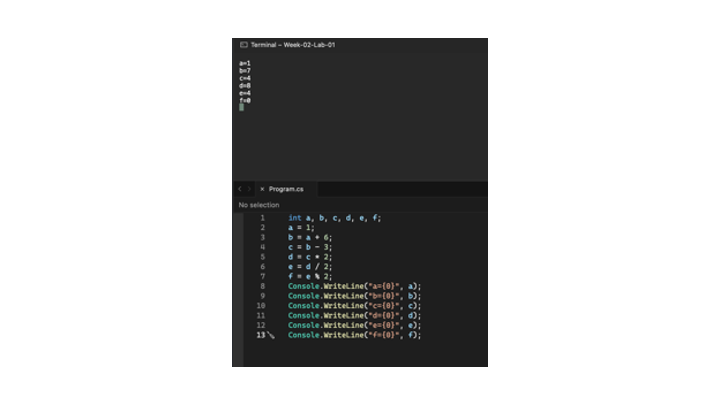 Terminal – Week-02-Lab-01
a=1
b=7
c=4
d=8
e=4
f=0
Program.cs
No selection
1 int a, b, c, d, e, f;
2 a = 1;
3 b = a + 6;
4 c = b - 3;
5 d = c * 2;
6 e = d / 2;
7 f = e % 2;
8 Console.WriteLine("a={0}", a);
9 Console.WriteLine("b={0}", b);
10 Console.WriteLine("c={0}", c);
11 Console.WriteLine("d={0}", d);
12 Console.WriteLine("e={0}", e);
13 Console.WriteLine("f={0}", f);